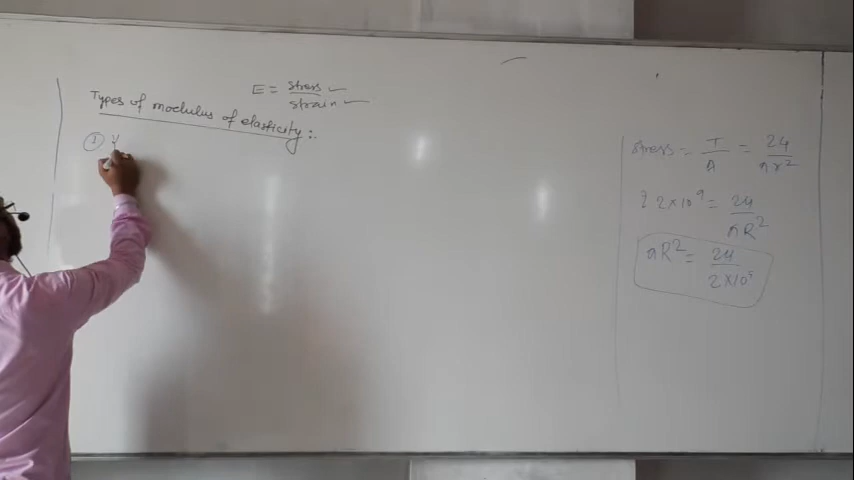 E = stress / strain
Types of modulus of elasticity :-
① Y
stress = T / A = 24 / πr²
2×10⁹ = 24 / πR²
πR² = 24 / 2×10⁹